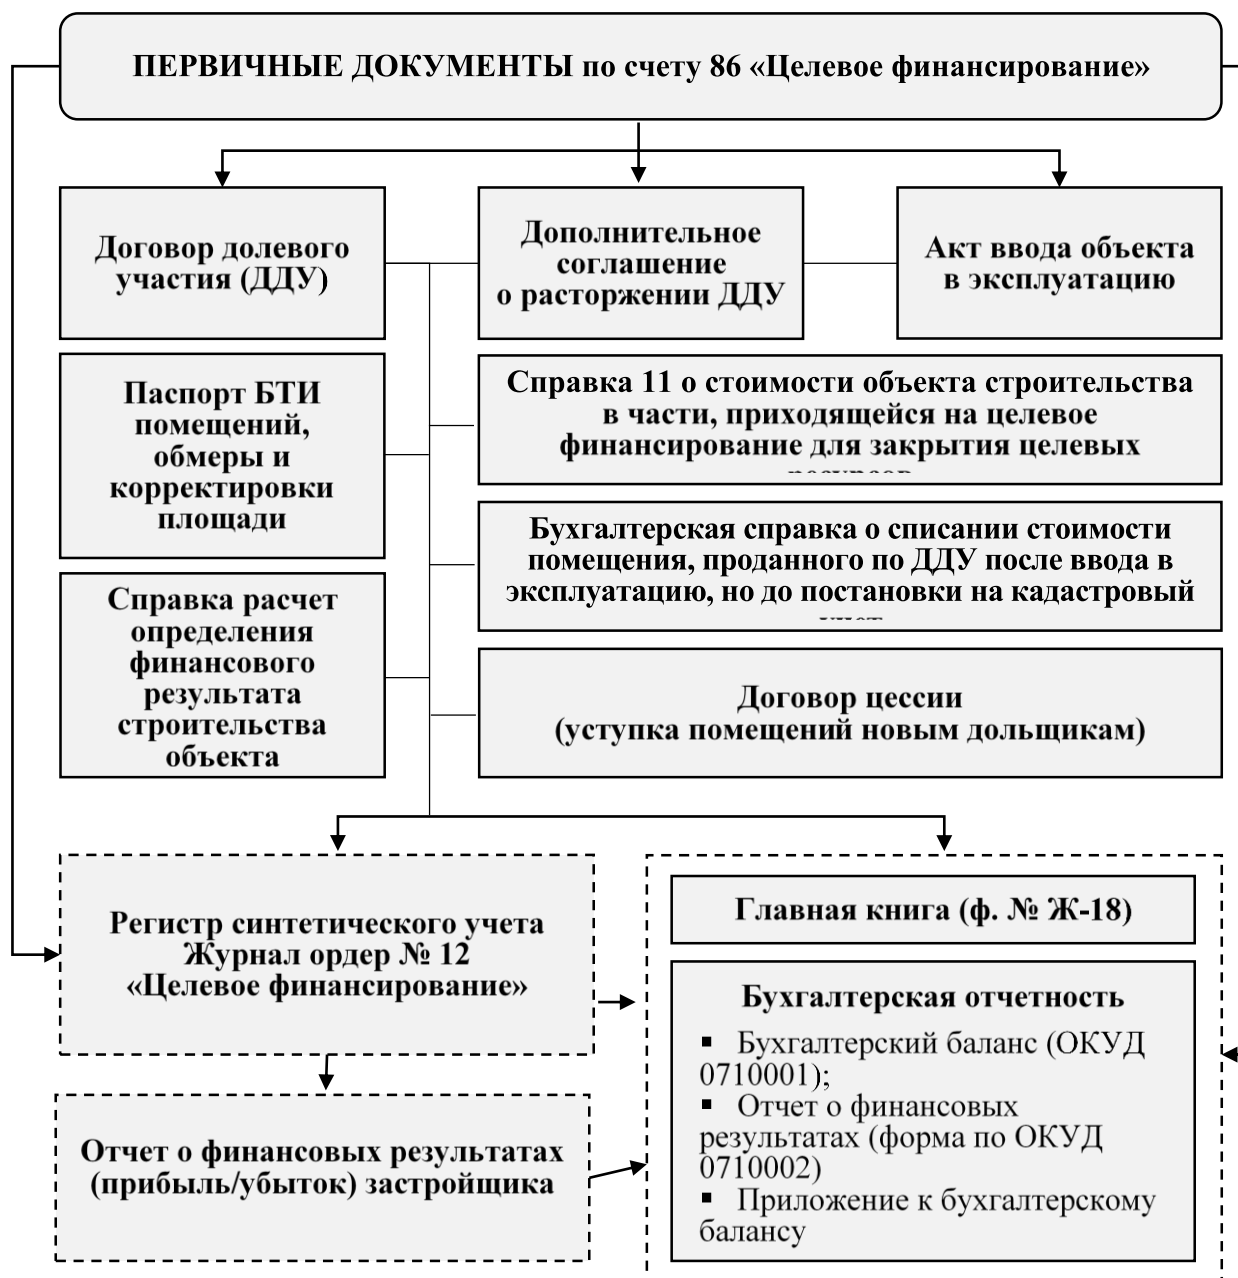 ПЕРВИЧНЫЕ ДОКУМЕНТЫ по счету 86 «Целевое финансирование»
Договор долевого
участия (ДДУ)
Дополнительное
соглашение
о расторжении ДДУ
Акт ввода объекта
в эксплуатацию
Паспорт БТИ
помещений,
обмеры и
корректировки
площади
Справка 11 о стоимости объекта строительства
в части, приходящейся на целевое
финансирование для закрытия целевых
Бухгалтерская справка о списании стоимости
помещения, проданного по ДДУ после ввода в
эксплуатацию, но до постановки на кадастровый
Справка расчет
определения
финансового
результата
строительства
объекта
Договор цессии
(уступка помещений новым дольщикам)
Регистр синтетического учета
Журнал ордер № 12
«Целевое финансирование»
Главная книга (ф. № Ж-18)
Бухгалтерская отчетность
▪ Бухгалтерский баланс (ОКУД
0710001);
▪ Отчет о финансовых
результатах (форма по ОКУД
0710002)
▪ Приложение к бухгалтерскому
балансу
Отчет о финансовых результатах
(прибыль/убыток) застройщика